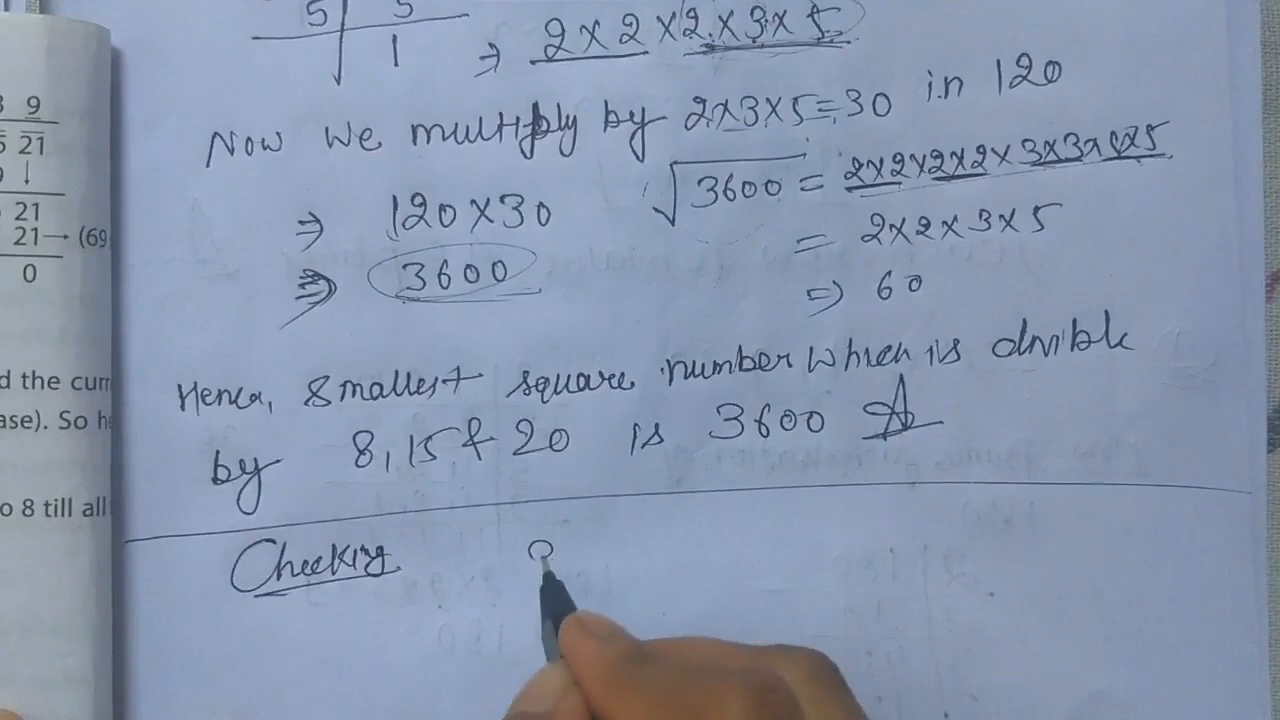 5 5
1 ⇒ 2×2×2×3×5
Now We multiply by 2×3×5=30 in 120
⇒ 120×30
⇒ 3600
√3600 = 2×2×2×2×3×3×5×5
= 2×2×3×5
⇒ 60
Hence, Smallest square number which is divible
by 8, 15 & 20 is 3600 A
Checking
9
21
↓
21
21→ (69
0
d the curr
ase). So he
o 8 till all